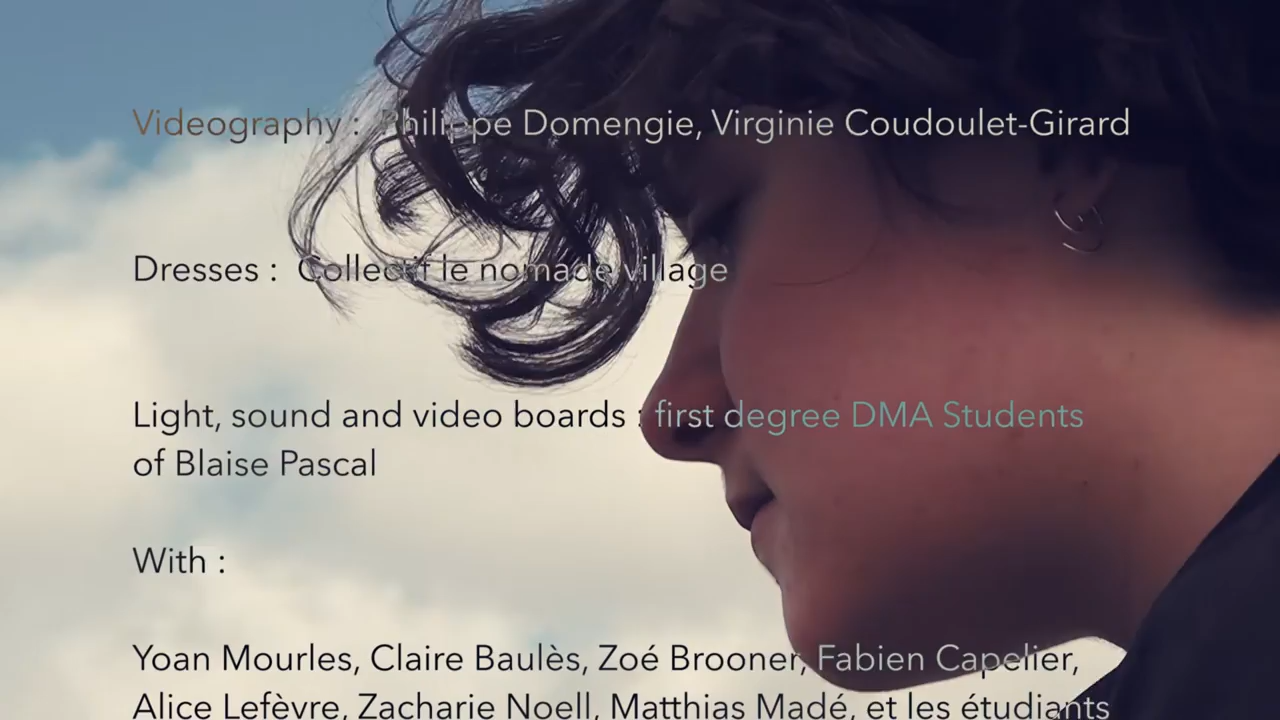 Videography : Philippe Domengie, Virginie Coudoulet-Girard
Dresses : Collectif le nomade village
Light, sound and video boards : first degree DMA Students
of Blaise Pascal
With :
Yoan Mourles, Claire Baulès, Zoé Brooner, Fabien Capelier,
Alice Lefèvre, Zacharie Noell, Matthias Madé, et les étudiants